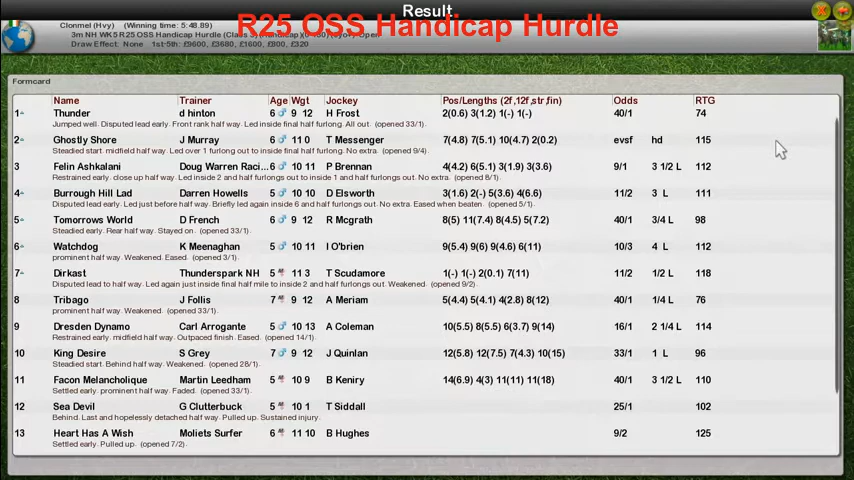 Result
R25 OSS Handicap Hurdle
Clonmel (Hvy) (Winning time: 5:48.89)
3m NH WK5 R25 OSS Handicap Hurdle (Class
Open
Draw Effect. None 1st-5th: £9600, £3680, £1600, £800, £320
Formcard
Name Trainer Age Wgt Jockey Pos/Lengths (2f,12f,str,fin) Odds RTG
1 Thunder d hinton 6 9 12 H Frost 2(0.6) 3(1.2) 1(-) 1(-) 40/1 74
Jumped well. Disputed lead early. Front rank half way. Led inside final half furlong. All out. (opened 33/1)
2 Ghostly Shore J Murray 6 11 0 T Messenger 7(4.8) 7(5.1) 10(4.7) 2(0.2) evsf hd 115
Steadied start. midfield half way. Led over 1 furlong out to inside final half furlong. No extra. (opened 9/4)
3 Felin Ashkalani Doug Warren Raci... 6 10 11 P Brennan 4(4.2) 6(5.1) 3(1.9) 3(3.6) 9/1 3 1/2 L 112
Restrained early. close up half way. Led inside 2 and half furlongs out to inside 1 and half furlongs out. No extra. (opened 8/1)
4 Burrough Hill Lad Darren Howells 5 10 10 D Elsworth 3(1.6) 2(-) 5(3.6) 4(6.6) 11/2 3 L 111
Disputed lead early. Led just before half way. Briefly led again inside 6 and half furlongs out. No extra. Eased when beaten. (opened 5/1)
5 Tomorrows World D French 6 9 12 R Mcgrath 8(5) 11(7.4) 8(4.5) 5(7.2) 40/1 3/4 L 98
Steadied early. Rear half way. Stayed on. (opened 33/1)
6 Watchdog K Meenaghan 5 10 11 I O'brien 9(5.4) 9(6) 9(4.6) 6(11) 10/3 4 L 112
prominent half way. Weakened. Eased. (opened 3/1)
7 Dirkast Thunderspark NH 5 11 3 T Scudamore 1(-) 1(-) 2(0.1) 7(11) 11/2 1/2 L 118
Disputed lead to half way. Led again just inside final half mile to inside 2 and half furlongs out. Weakened. (opened 9/2)
8 Tribago J Follis 7 9 12 A Meriam 5(4.4) 5(4.1) 4(2.8) 8(12) 40/1 1/4 L 76
prominent half way. Weakened. (opened 33/1)
9 Dresden Dynamo Carl Arrogante 5 10 13 A Coleman 10(5.5) 8(5.5) 6(3.7) 9(14) 16/1 2 1/4 L 114
Restrained early. midfield half way. Outpaced finish. Eased. (opened 14/1)
10 King Desire S Grey 7 9 12 J Quinlan 12(5.8) 12(7.5) 7(4.3) 10(15) 33/1 1 L 96
Steadied start. Behind half way. Weakened. (opened 28/1)
11 Facon Melancholique Martin Leedham 5 10 9 B Keniry 14(6.9) 4(3) 11(11) 11(18) 40/1 3 1/2 L 110
Settled early. prominent half way. Faded. (opened 33/1)
12 Sea Devil G Clutterbuck 5 10 1 T Siddall 25/1 102
Behind. Last and hopelessly detached half way. Pulled up. Sustained injury.
13 Heart Has A Wish Moliets Surfer 6 11 10 B Hughes 9/2 125
Settled early. Pulled up. (opened 7/2)